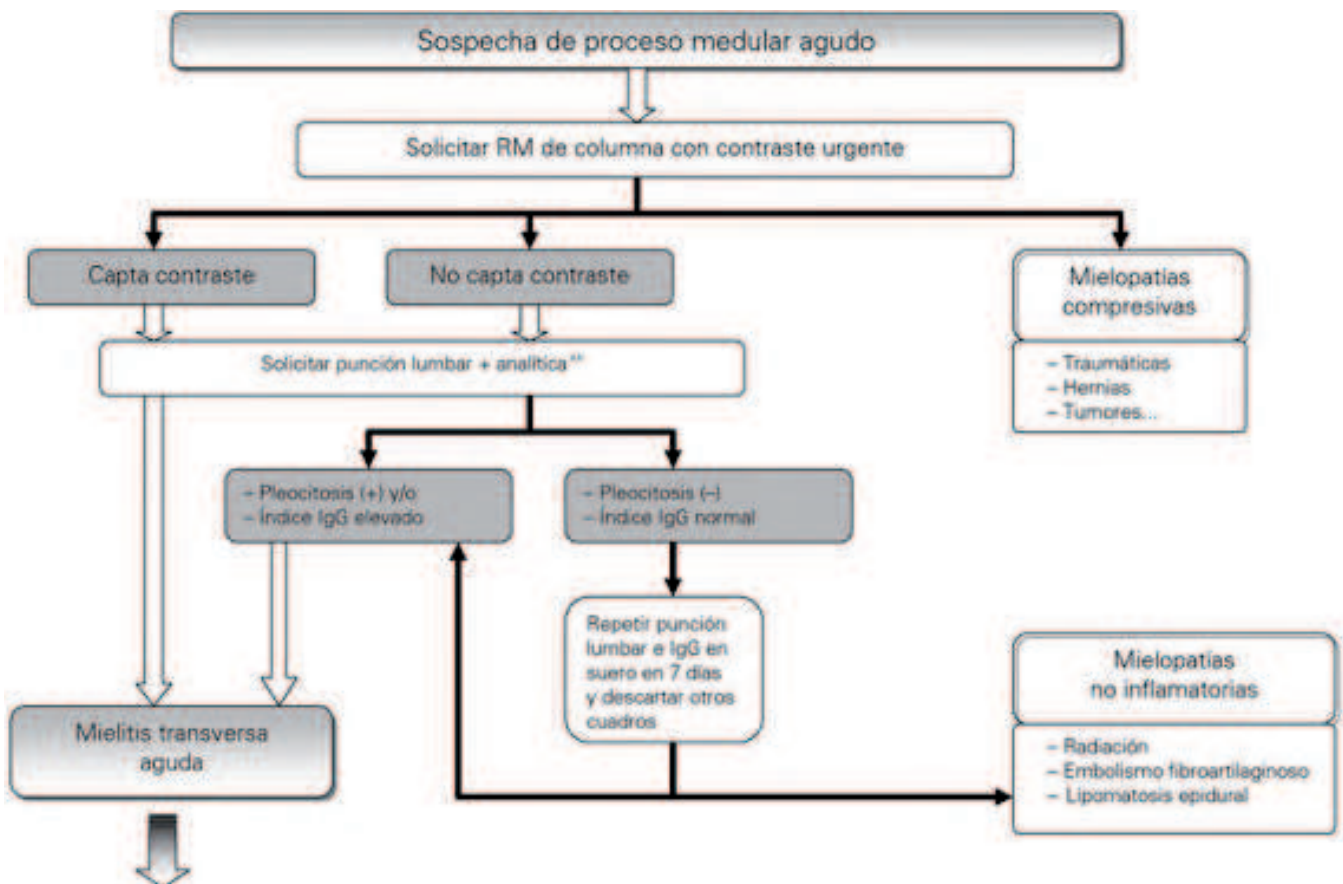 Sospecha de proceso medular agudo
Solicitar RM de columna con contraste urgente
Capta contraste
No capta contraste
Mielopatías
compresivas
– Traumáticas
– Hernias
– Tumores...
Solicitar punción lumbar + analítica**
– Pleocitosis (+) y/o
– Índice IgG elevado
– Pleocitosis (–)
– Índice IgG normal
Repetir punción
lumbar e IgG en
suero en 7 días
y descartar otros
cuadros
Mielopatías
no inflamatorias
– Radiación
– Embolismo fibroartilaginoso
– Lipomatosis epidural
Mielitis transversa
aguda